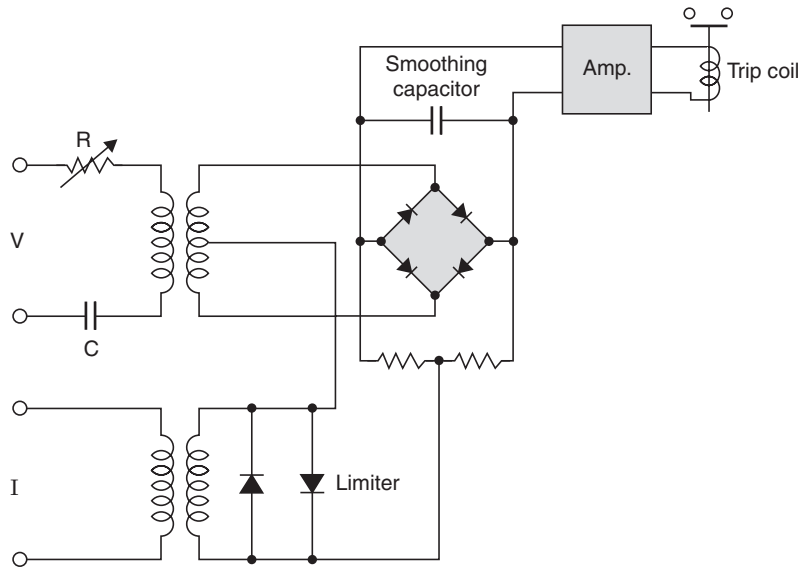 Smoothing
capacitor
Amp.
Trip coil
R
V
C
I
Limiter